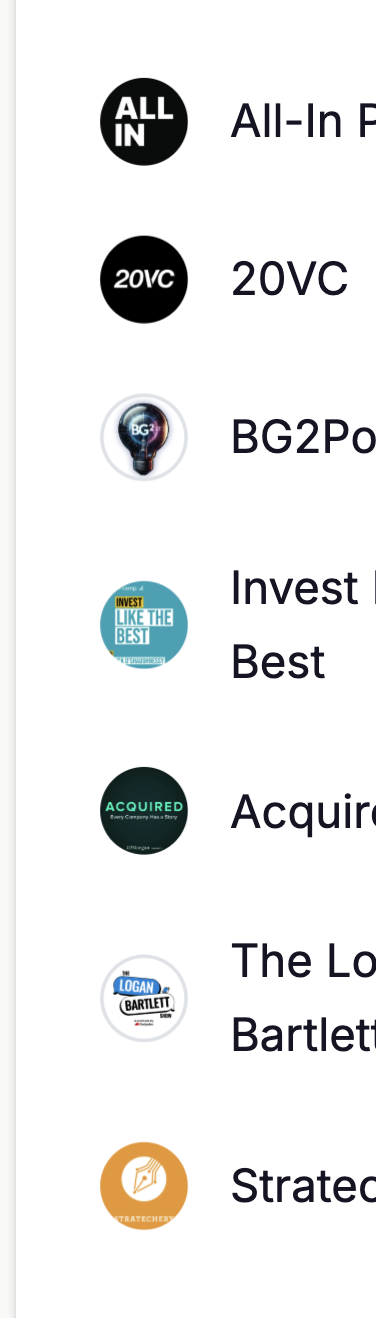 ALL
IN
All-In P
20VC
20VC
BG2
BG2Po
INVEST
LIKE THE
BEST
Invest
Best
ACQUIRED
Every Company Has a Story
Acquir
THE
LOGAN
BARTLETT
SHOW
The Lo
Bartlett
STRATECHERY
Stratec